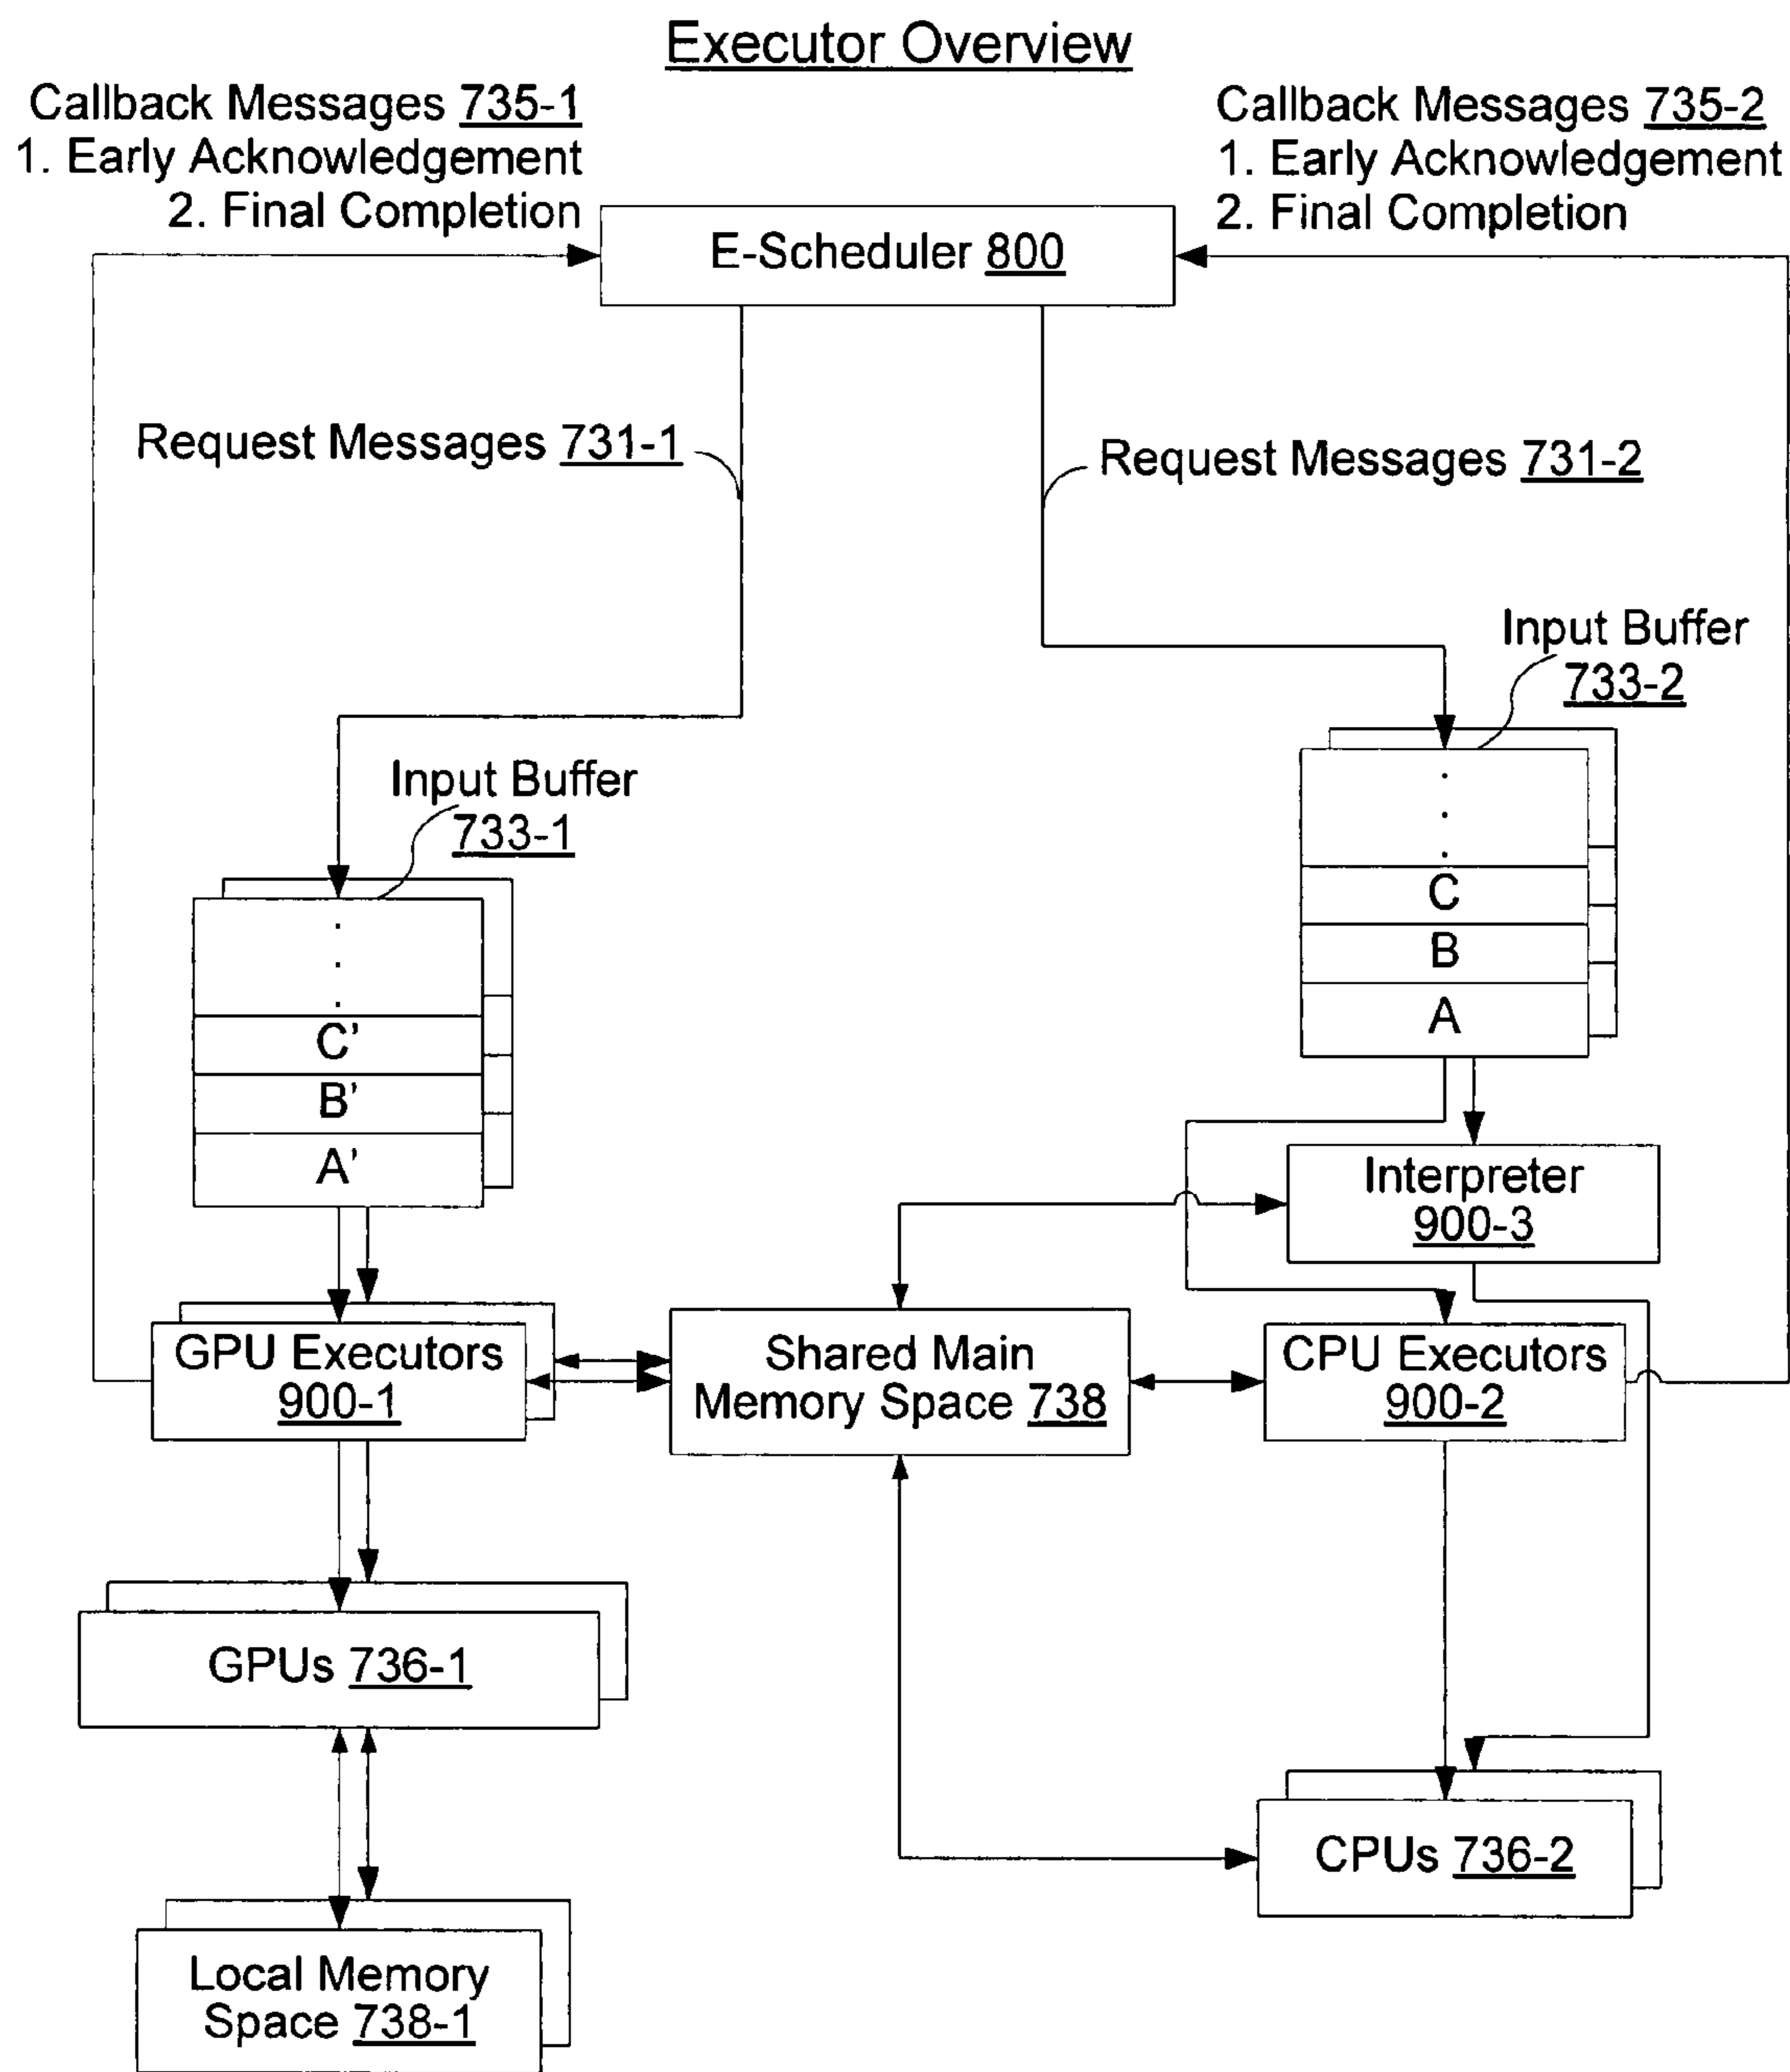 Executor Overview
Callback Messages 735-1
1. Early Acknowledgement
2. Final Completion
Callback Messages 735-2
1. Early Acknowledgement
2. Final Completion
E-Scheduler 800
Request Messages 731-1
Request Messages 731-2
Input Buffer
733-2
Input Buffer
733-1
.
.
.
C
B
A
.
.
.
C'
B'
A'
Interpreter
900-3
GPU Executors
900-1
Shared Main
Memory Space 738
CPU Executors
900-2
GPUs 736-1
CPUs 736-2
Local Memory
Space 738-1